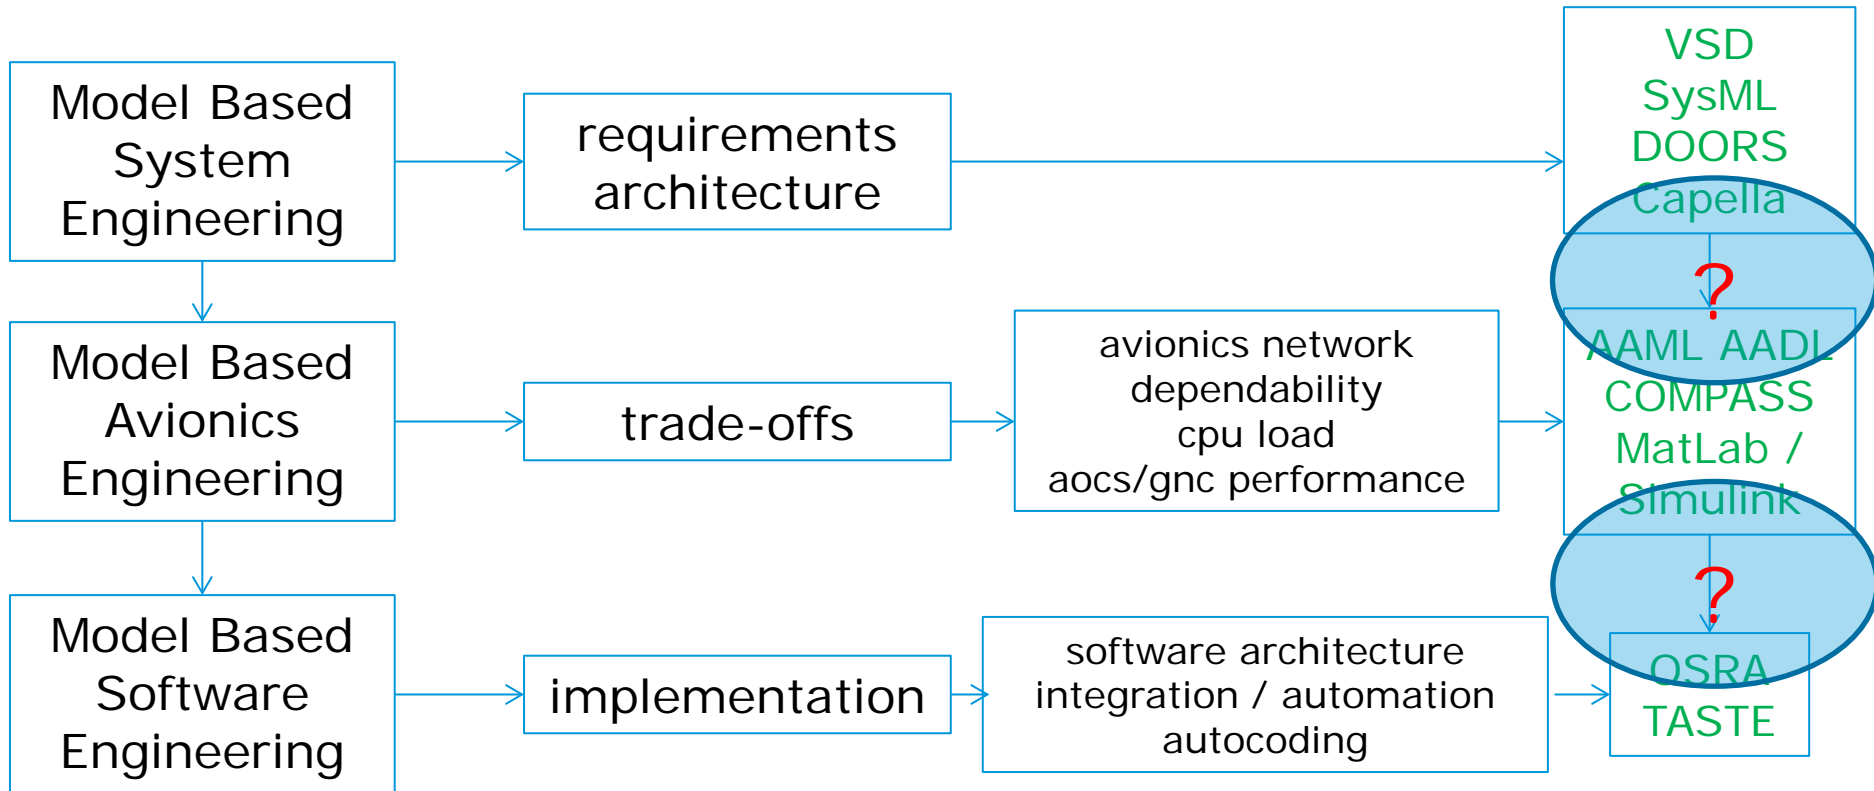 Model Based
System
Engineering
requirements
architecture
VSD
SysML
DOORS
Capella
?
Model Based
Avionics
Engineering
trade-offs
avionics network
dependability
cpu load
aocs/gnc performance
AAML AADL
COMPASS
MatLab /
Simulink
?
Model Based
Software
Engineering
implementation
software architecture
integration / automation
autocoding
OSRA
TASTE